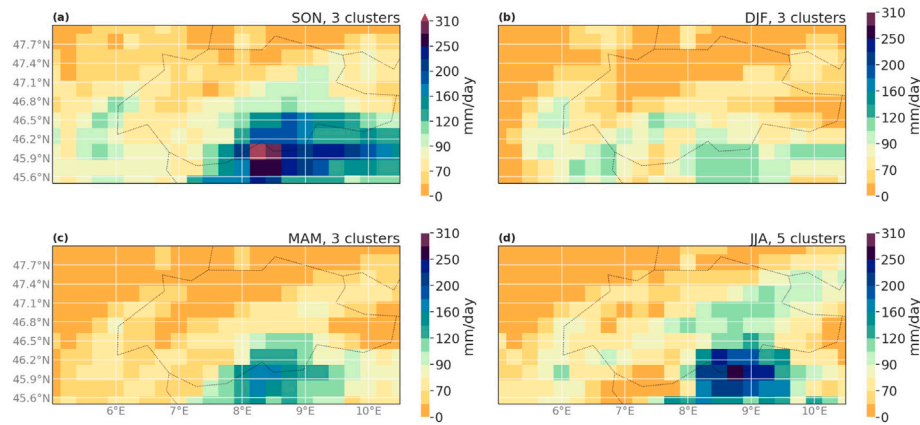 (a) SON, 3 clusters
47.7°N
47.4°N
47.1°N
46.8°N
46.5°N
46.2°N
45.9°N
45.6°N
310
250
200
160
120
100
70
0
mm/day
(b) DJF, 3 clusters
310
250
200
160
120
100
70
0
mm/day
(c) MAM, 3 clusters
47.7°N
47.4°N
47.1°N
46.8°N
46.5°N
46.2°N
45.9°N
45.6°N
6°E 7°E 8°E 9°E 10°E
310
250
200
160
120
100
70
0
mm/day
(d) JJA, 5 clusters
6°E 7°E 8°E 9°E 10°E
310
250
200
160
120
100
70
0
mm/day